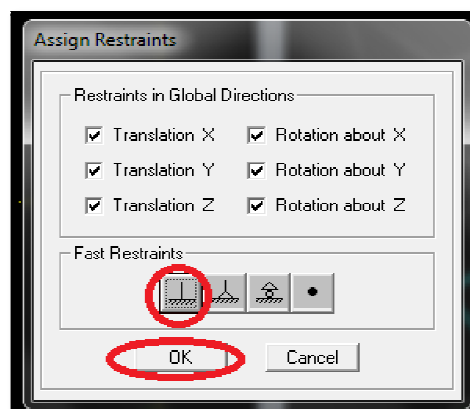 Assign Restraints
Restraints in Global Directions
Translation X Rotation about X
Translation Y Rotation about Y
Translation Z Rotation about Z
Fast Restraints
OK Cancel